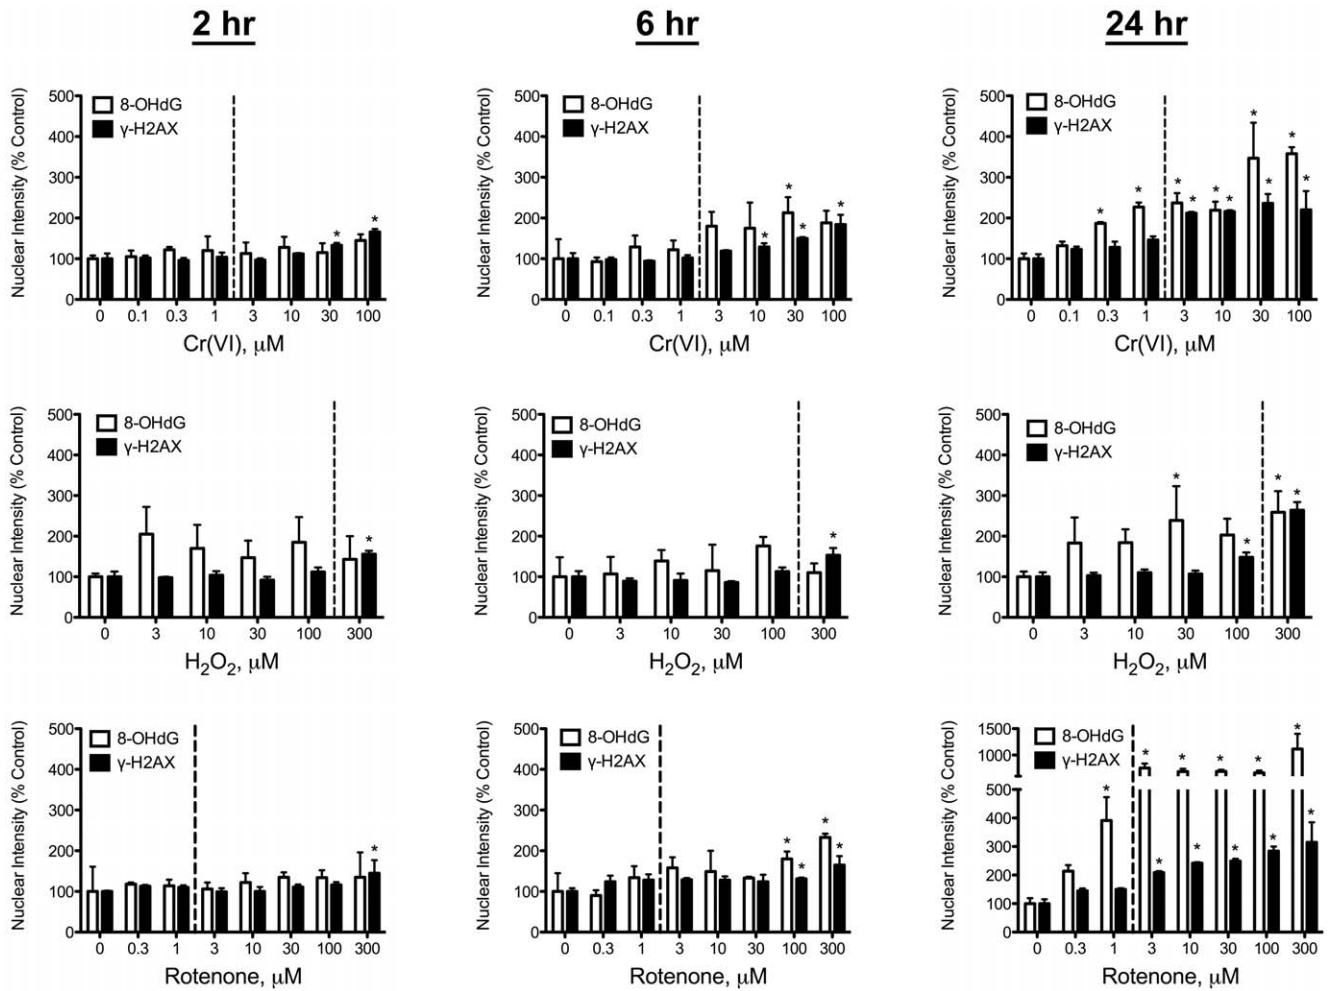 2 hr
6 hr
24 hr
Nuclear Intensity (% Control)
500
400
300
200
100
0
8-OHdG
γ-H2AX
* *
0 0.1 0.3 1 3 10 30 100
Cr(VI), μM
Nuclear Intensity (% Control)
500
400
300
200
100
0
8-OHdG
γ-H2AX
* * * *
0 0.1 0.3 1 3 10 30 100
Cr(VI), μM
Nuclear Intensity (% Control)
500
400
300
200
100
0
8-OHdG
γ-H2AX
* * * * * * * * * *
0 0.1 0.3 1 3 10 30 100
Cr(VI), μM
Nuclear Intensity (% Control)
500
400
300
200
100
0
8-OHdG
γ-H2AX
*
0 3 10 30 100 300
H₂O₂, μM
Nuclear Intensity (% Control)
500
400
300
200
100
0
8-OHdG
γ-H2AX
*
0 3 10 30 100 300
H₂O₂, μM
Nuclear Intensity (% Control)
500
400
300
200
100
0
8-OHdG
γ-H2AX
* * * *
0 3 10 30 100 300
H₂O₂, μM
Nuclear Intensity (% Control)
500
400
300
200
100
0
8-OHdG
γ-H2AX
*
0 0.3 1 3 10 30 100 300
Rotenone, μM
Nuclear Intensity (% Control)
500
400
300
200
100
0
8-OHdG
γ-H2AX
* * * *
0 0.3 1 3 10 30 100 300
Rotenone, μM
Nuclear Intensity (% Control)
1500
1000
500
400
300
200
100
0
8-OHdG
γ-H2AX
* * * * * * * * * * *
0 0.3 1 3 10 30 100 300
Rotenone, μM